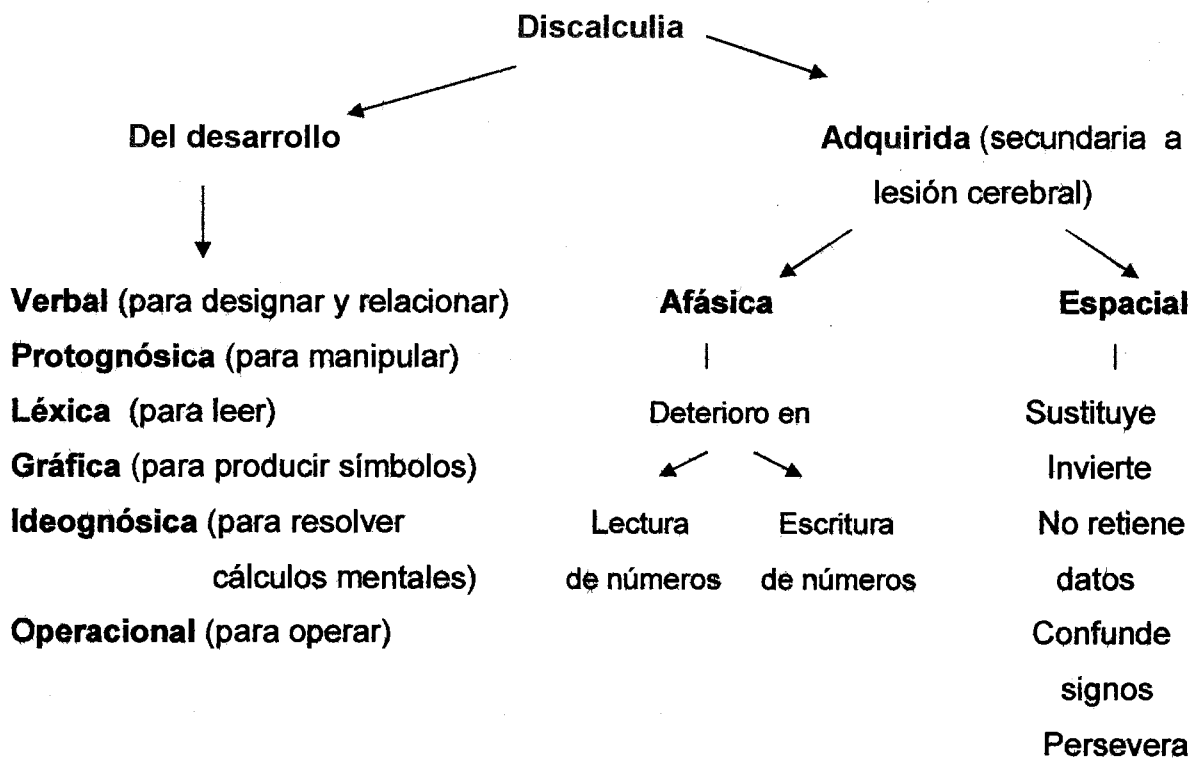 Discalculia
Del desarrollo
Adquirida (secundaria a
lesión cerebral)
Verbal (para designar y relacionar)
Protognósica (para manipular)
Léxica (para leer)
Gráfica (para producir símbolos)
Ideognósica (para resolver
cálculos mentales)
Operacional (para operar)
Afásica
Deterioro en
Lectura
de números
Escritura
de números
Espacial
Sustituye
Invierte
No retiene
datos
Confunde
signos
Persevera